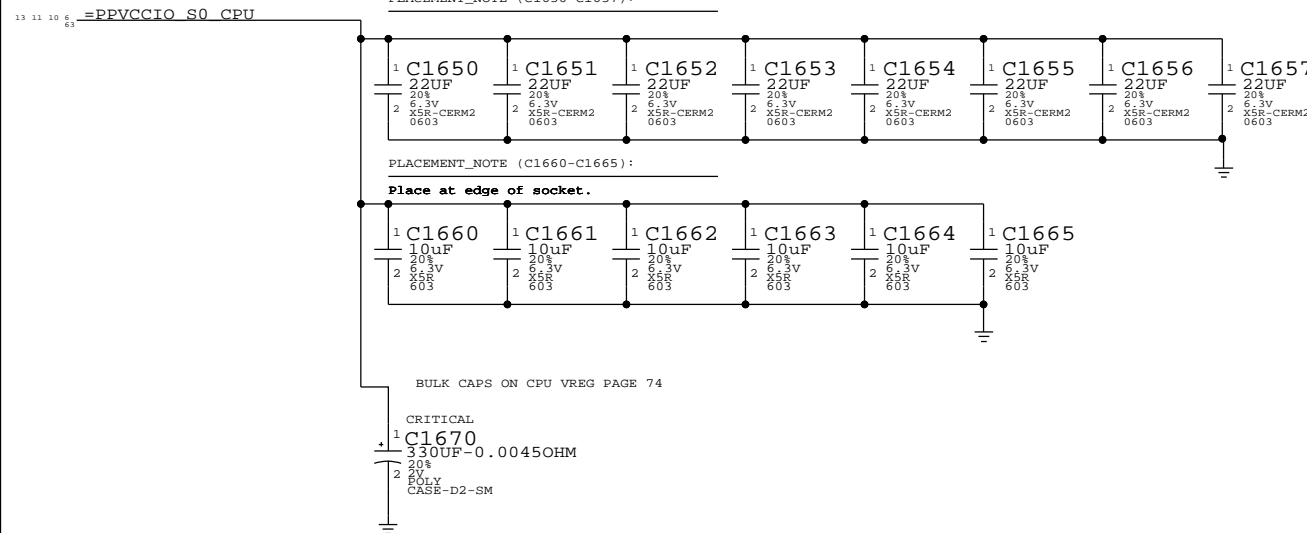 PLACEMENT_NOTE (C1650-C1657):
13 11 10 6 =PPVCCIO S0 CPU
63
1 C1650 1 C1651 1 C1652 1 C1653 1 C1654 1 C1655 1 C1656 1 C1657
22UF 22UF 22UF 22UF 22UF 22UF 22UF 22UF
20% 20% 20% 20% 20% 20% 20% 20%
2 6.3V 2 6.3V 2 6.3V 2 6.3V 2 6.3V 2 6.3V 2 6.3V 2 6.3V
X5R-CERM2 X5R-CERM2 X5R-CERM2 X5R-CERM2 X5R-CERM2 X5R-CERM2 X5R-CERM2 X5R-CERM2
0603 0603 0603 0603 0603 0603 0603 0603
PLACEMENT_NOTE (C1660-C1665):
Place at edge of socket.
1 C1660 1 C1661 1 C1662 1 C1663 1 C1664 1 C1665
10uF 10uF 10uF 10uF 10uF 10uF
20% 20% 20% 20% 20% 20%
2 6.3V 2 6.3V 2 6.3V 2 6.3V 2 6.3V 2 6.3V
X5R X5R X5R X5R X5R X5R
603 603 603 603 603 603
BULK CAPS ON CPU VREG PAGE 74
CRITICAL
1 C1670
330UF-0.0045OHM
20%
2 2V
POLY
CASE-D2-SM